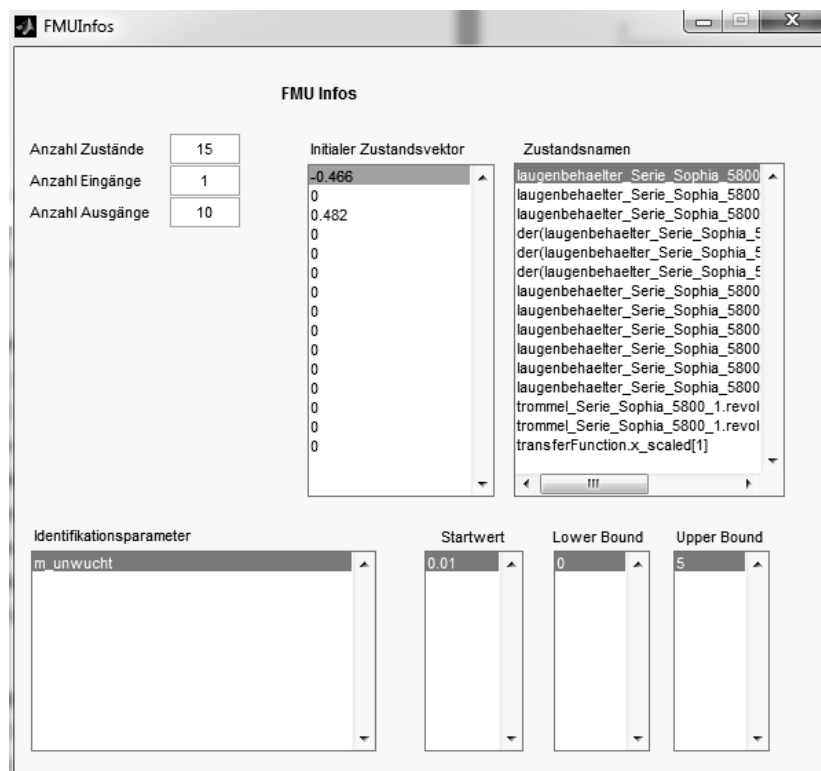 FMUInfos
FMU Infos
Anzahl Zustände 15
Anzahl Eingänge 1
Anzahl Ausgänge 10
Initialer Zustandsvektor
-0.466
0
0.482
0
0
0
0
0
0
0
0
0
0
0
0
Zustandsnamen
laugenbehaelter_Serie_Sophia_5800
laugenbehaelter_Serie_Sophia_5800
laugenbehaelter_Serie_Sophia_5800
der(laugenbehaelter_Serie_Sophia_5
der(laugenbehaelter_Serie_Sophia_5
der(laugenbehaelter_Serie_Sophia_5
laugenbehaelter_Serie_Sophia_5800
laugenbehaelter_Serie_Sophia_5800
laugenbehaelter_Serie_Sophia_5800
laugenbehaelter_Serie_Sophia_5800
laugenbehaelter_Serie_Sophia_5800
laugenbehaelter_Serie_Sophia_5800
trommel_Serie_Sophia_5800_1.revol
trommel_Serie_Sophia_5800_1.revol
transferFunction.x_scaled[1]
Identifikationsparameter
m_unwucht
Startwert
0.01
Lower Bound
0
Upper Bound
5